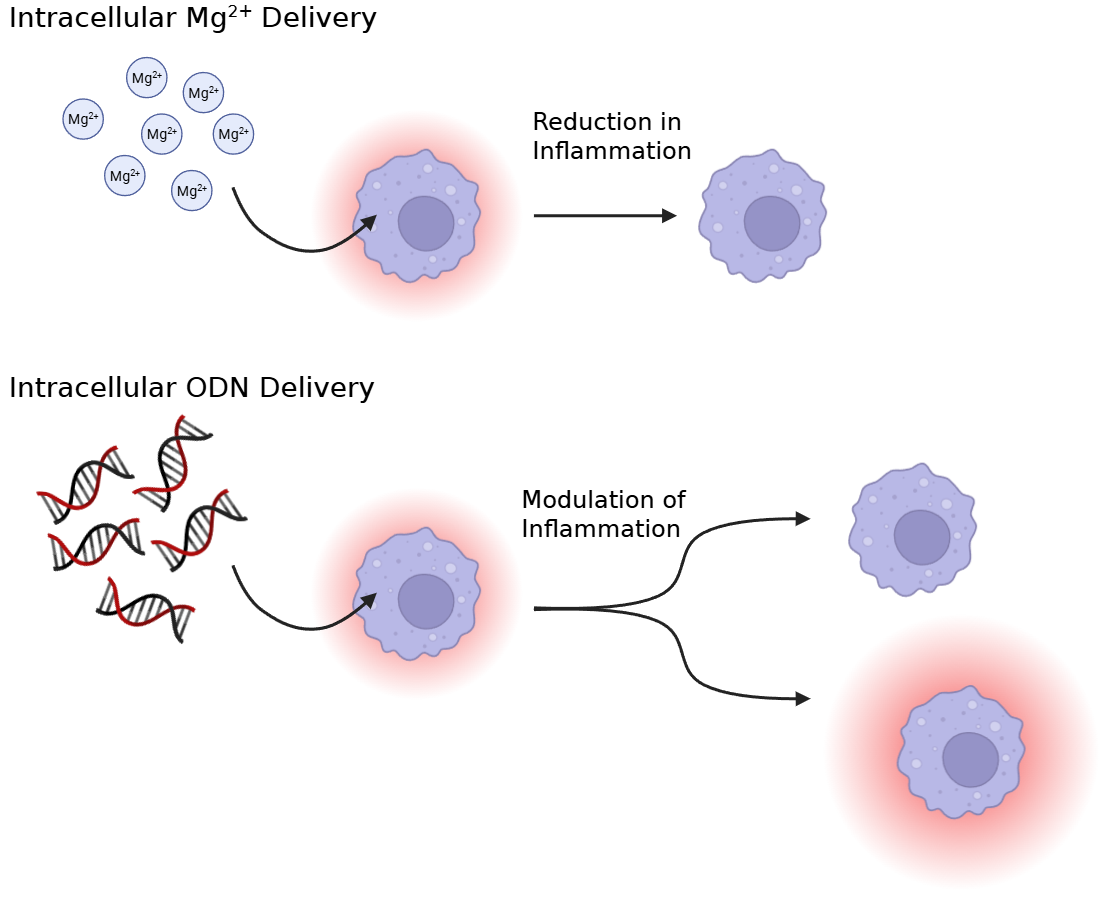 Intracellular Mg²⁺ Delivery
Mg²⁺
Mg²⁺
Mg²⁺
Mg²⁺
Mg²⁺
Mg²⁺
Mg²⁺
Reduction in
Inflammation
Intracellular ODN Delivery
Modulation of
Inflammation